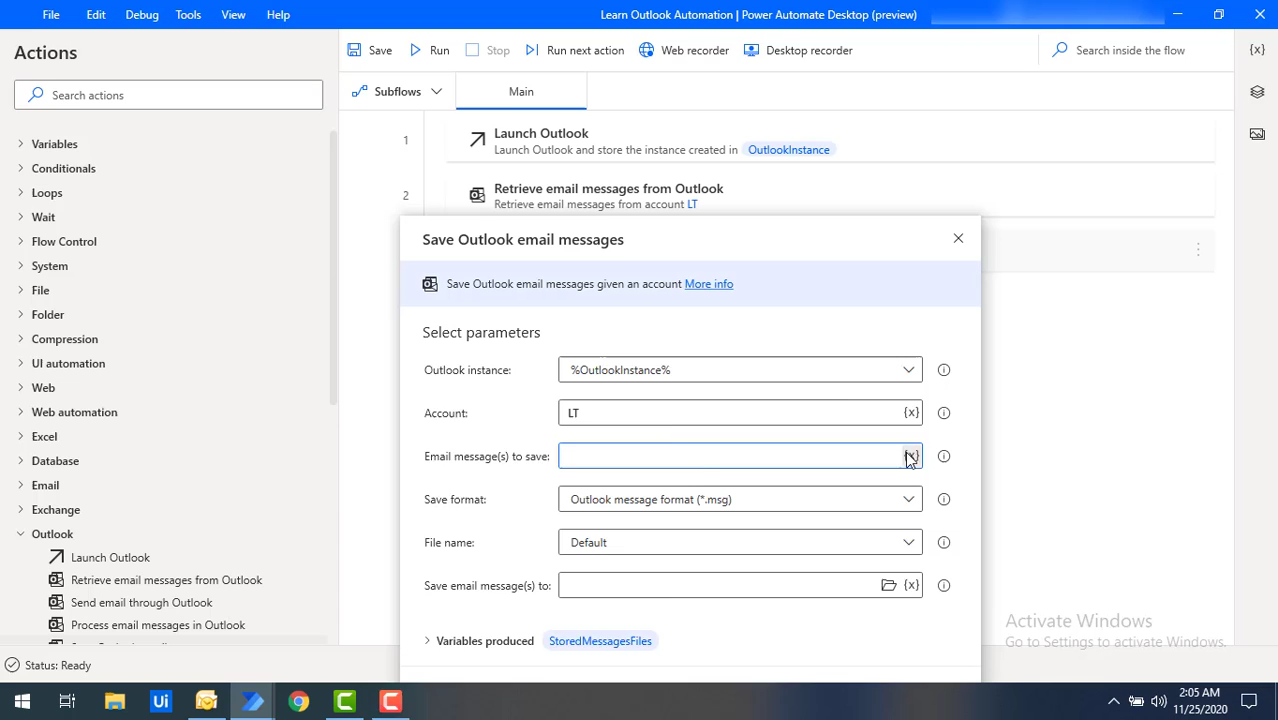 File Edit Debug Tools View Help Learn Outlook Automation | Power Automate Desktop (preview)
Actions
Save Run Stop Run next action Web recorder Desktop recorder Search inside the flow {x}
Search actions
Subflows Main
Variables
Conditionals
Loops
Wait
Flow Control
System
File
Folder
Compression
UI automation
Web
Web automation
Excel
Database
Email
Exchange
Outlook
Launch Outlook
Retrieve email messages from Outlook
Send email through Outlook
Process email messages in Outlook
1 Launch Outlook
Launch Outlook and store the instance created in OutlookInstance
2 Retrieve email messages from Outlook
Retrieve email messages from account LT
Save Outlook email messages
Save Outlook email messages given an account More info
Select parameters
Outlook instance: %OutlookInstance%
Account: LT {x}
Email message(s) to save: {x}
Save format: Outlook message format (*.msg)
File name: Default
Save email message(s) to: {x}
Variables produced StoredMessagesFiles
Activate Windows
Go to Settings to activate Windows.
Status: Ready
Ui
2:05 AM
11/25/2020